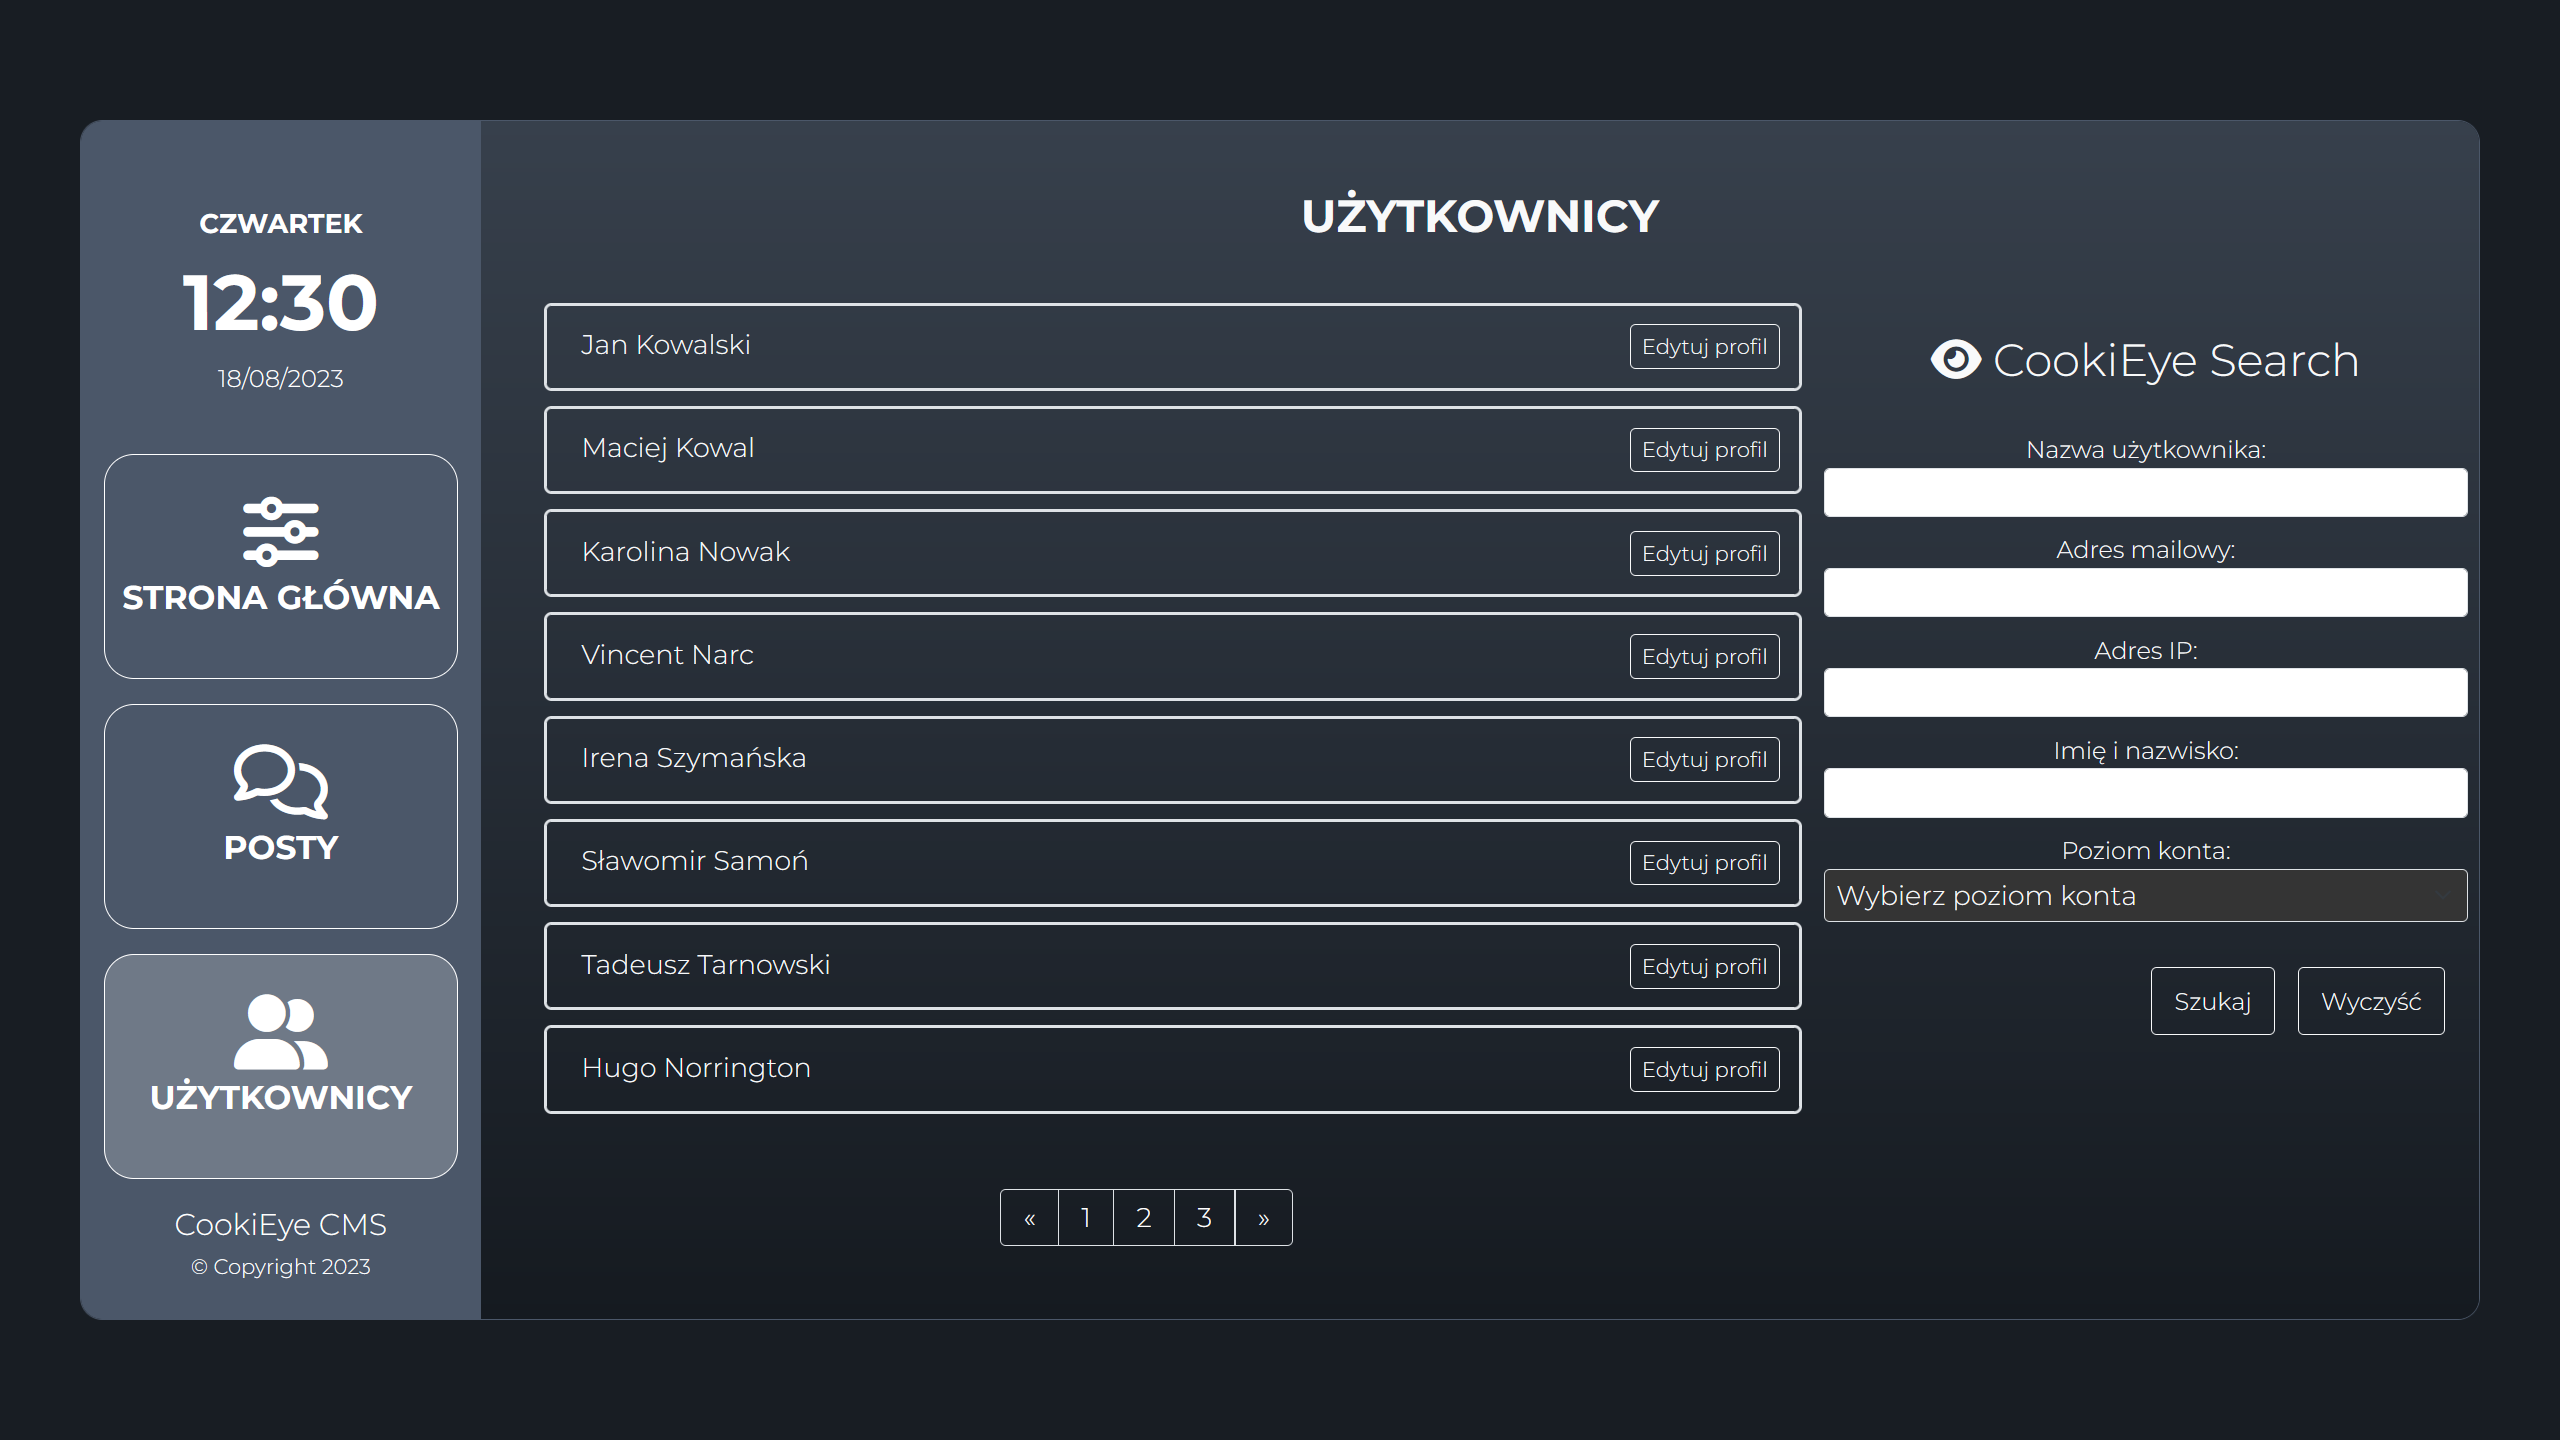 CZWARTEK
12:30
18/08/2023
STRONA GŁÓWNA
POSTY
UŻYTKOWNICY
CookiEye CMS
© Copyright 2023
UŻYTKOWNICY
Jan Kowalski
Edytuj profil
Maciej Kowal
Edytuj profil
Karolina Nowak
Edytuj profil
Vincent Narc
Edytuj profil
Irena Szymańska
Edytuj profil
Sławomir Samoń
Edytuj profil
Tadeusz Tarnowski
Edytuj profil
Hugo Norrington
Edytuj profil
« 1 2 3 »
CookiEye Search
Nazwa użytkownika:
Adres mailowy:
Adres IP:
Imię i nazwisko:
Poziom konta:
Wybierz poziom konta
Szukaj Wyczyść